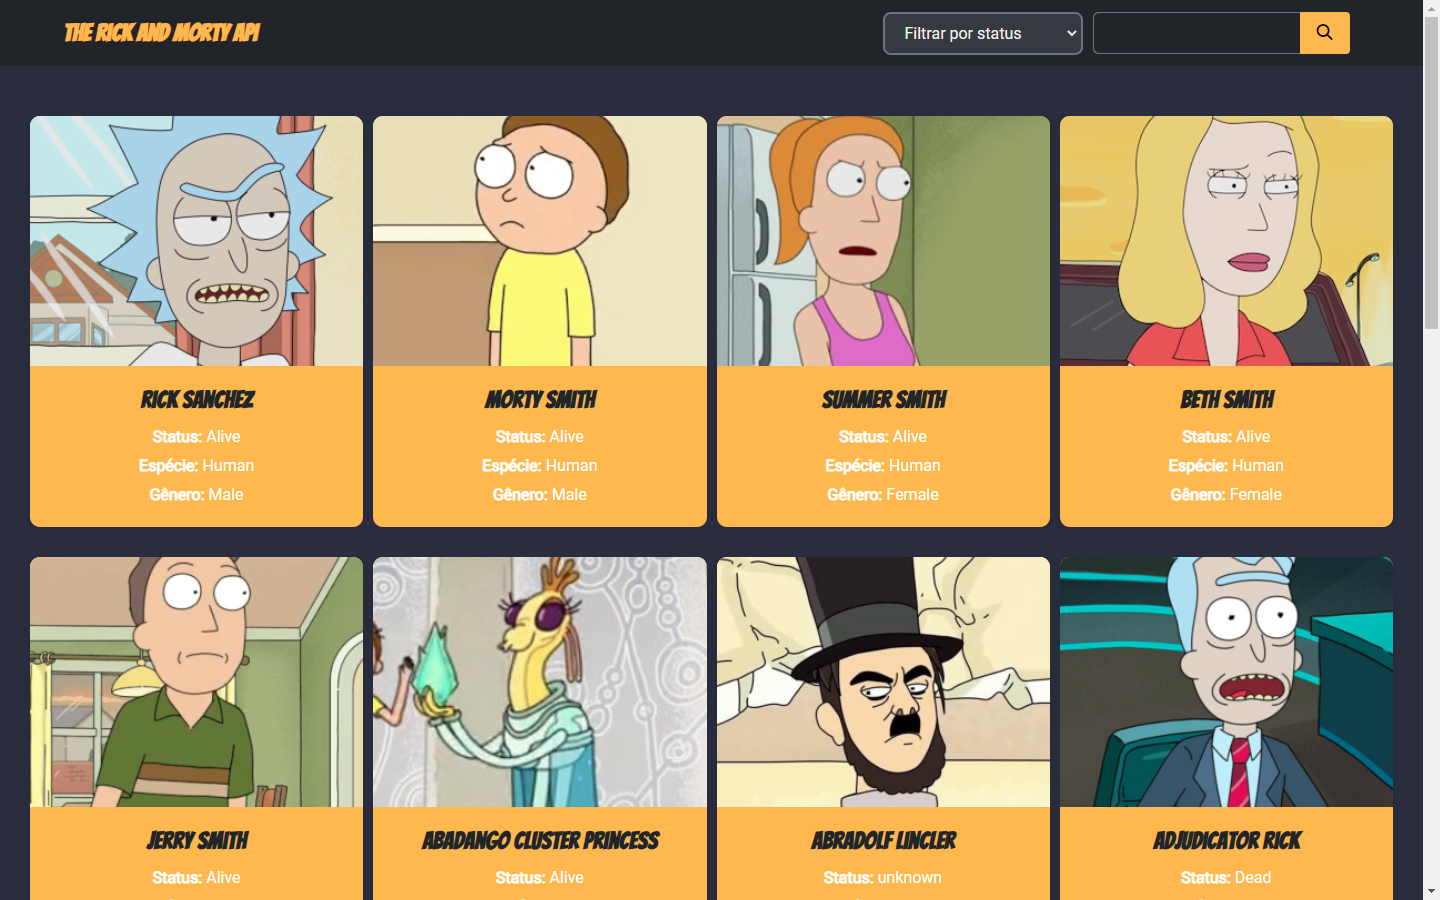 THE RICK AND MORTY API
Filtrar por status
RICK SANCHEZ
Status: Alive
Espécie: Human
Gênero: Male
MORTY SMITH
Status: Alive
Espécie: Human
Gênero: Male
SUMMER SMITH
Status: Alive
Espécie: Human
Gênero: Female
BETH SMITH
Status: Alive
Espécie: Human
Gênero: Female
JERRY SMITH
Status: Alive
ABADANGO CLUSTER PRINCESS
Status: Alive
ABRADOLF LINCLER
Status: unknown
ADJUDICATOR RICK
Status: Dead